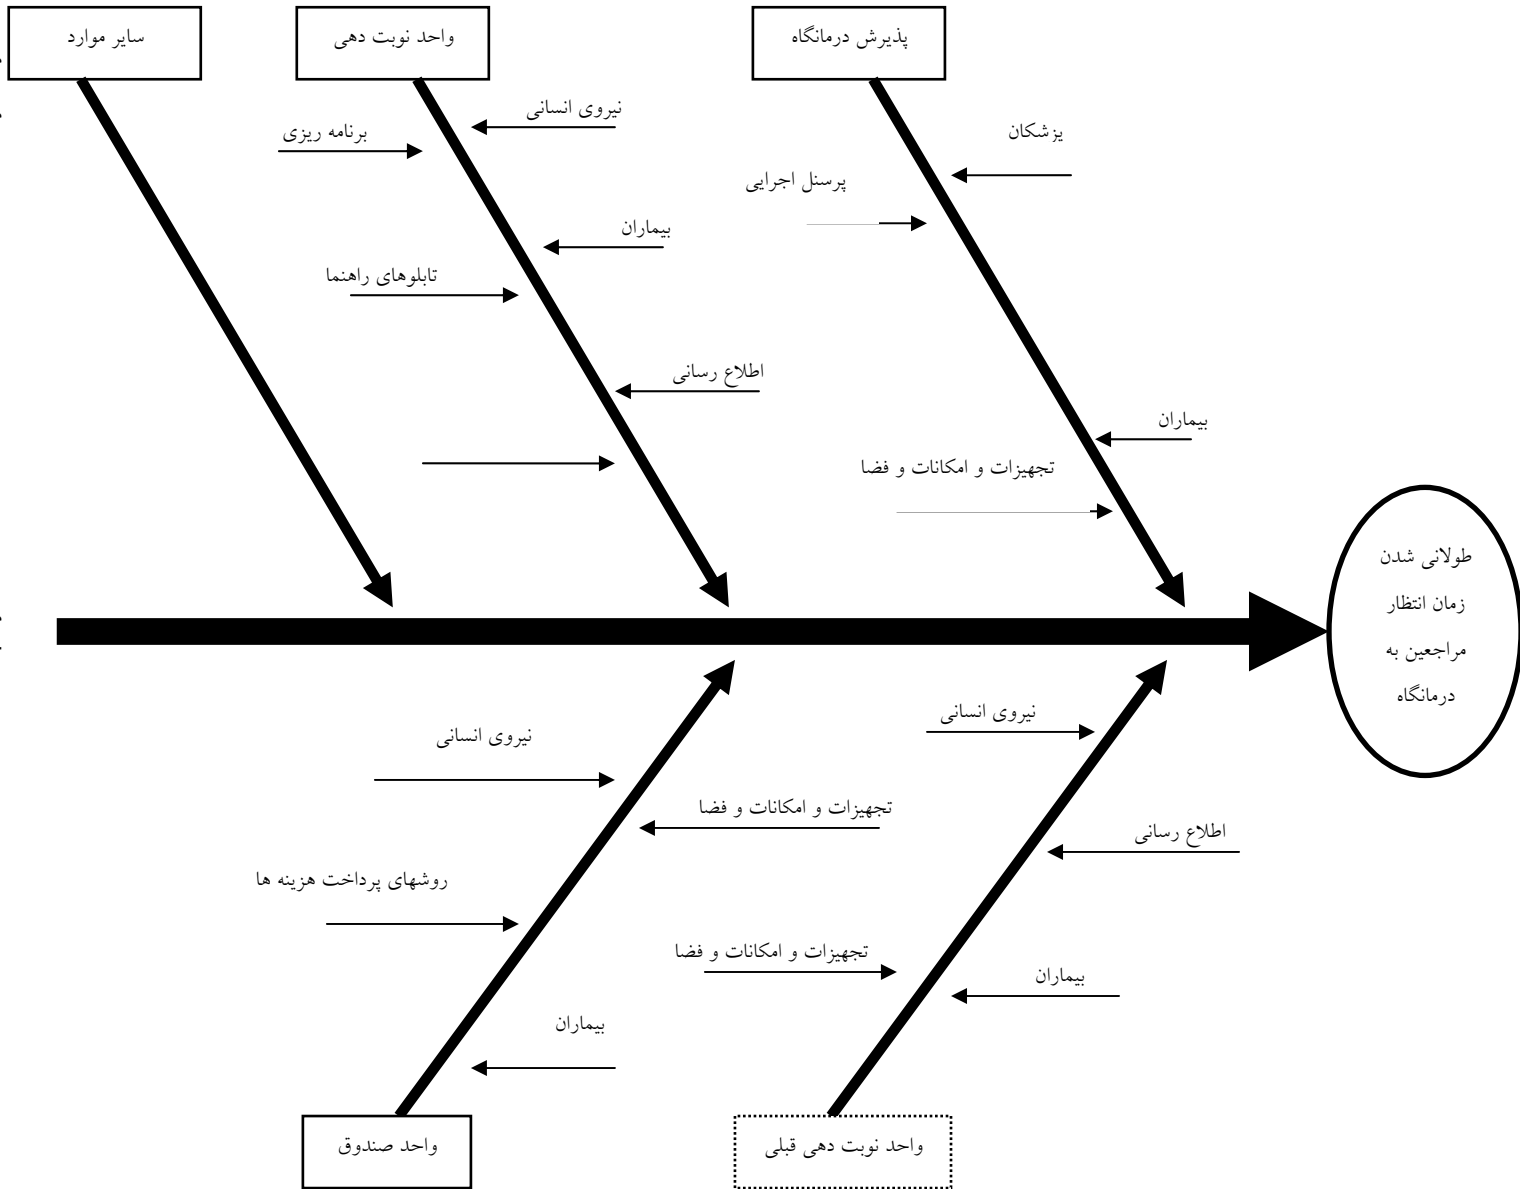 پذیرش درمانگاه
واحد نوبت دهی
سایر موارد
نیروی انسانی
برنامه ریزی
پزشکان
پرسنل اجرایی
بیماران
تابلوهای راهنما
اطلاع رسانی
بیماران
تجهیزات و امکانات و فضا
طولانی شدن
زمان انتظار
مراجعین به
درمانگاه
نیروی انسانی
نیروی انسانی
تجهیزات و امکانات و فضا
اطلاع رسانی
روشهای پرداخت هزینه ها
تجهیزات و امکانات و فضا
بیماران
بیماران
واحد نوبت دهی قبلی
واحد صندوق